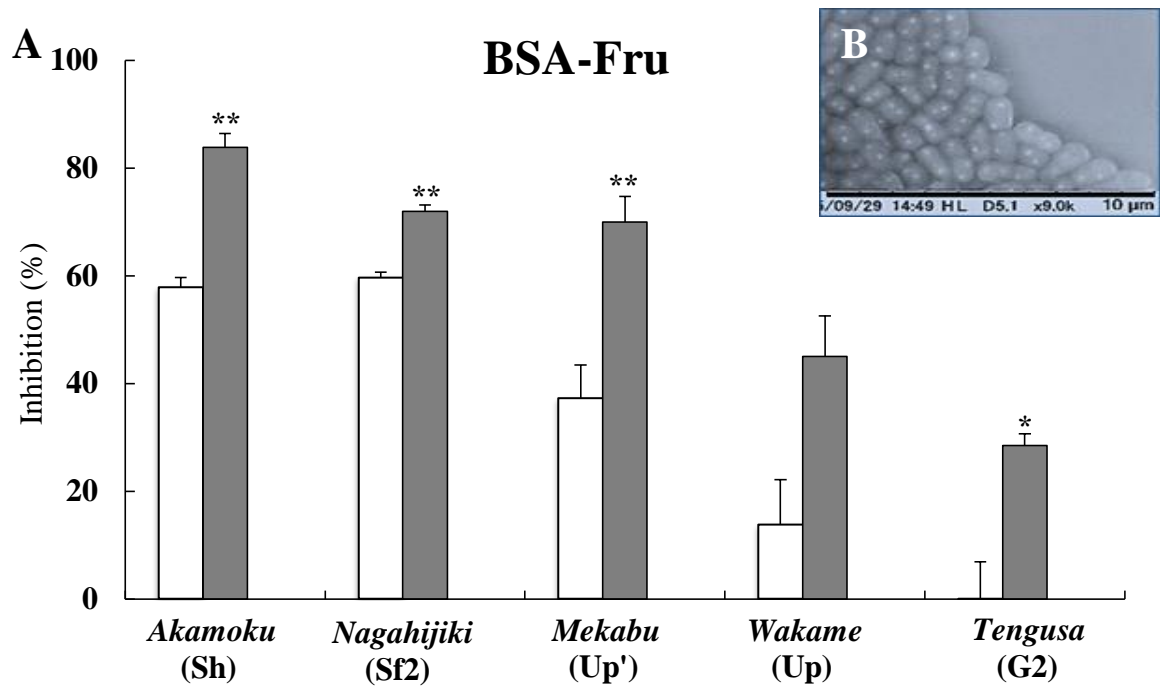 A
BSA-Fru
B
/09/29 14:49 HL D5.1 x9.0k 10 µm
Inhibition (%)
100
80
60
40
20
0
**
**
**
*
Akamoku
(Sh)
Nagahijiki
(Sf2)
Mekabu
(Up')
Wakame
(Up)
Tengusa
(G2)